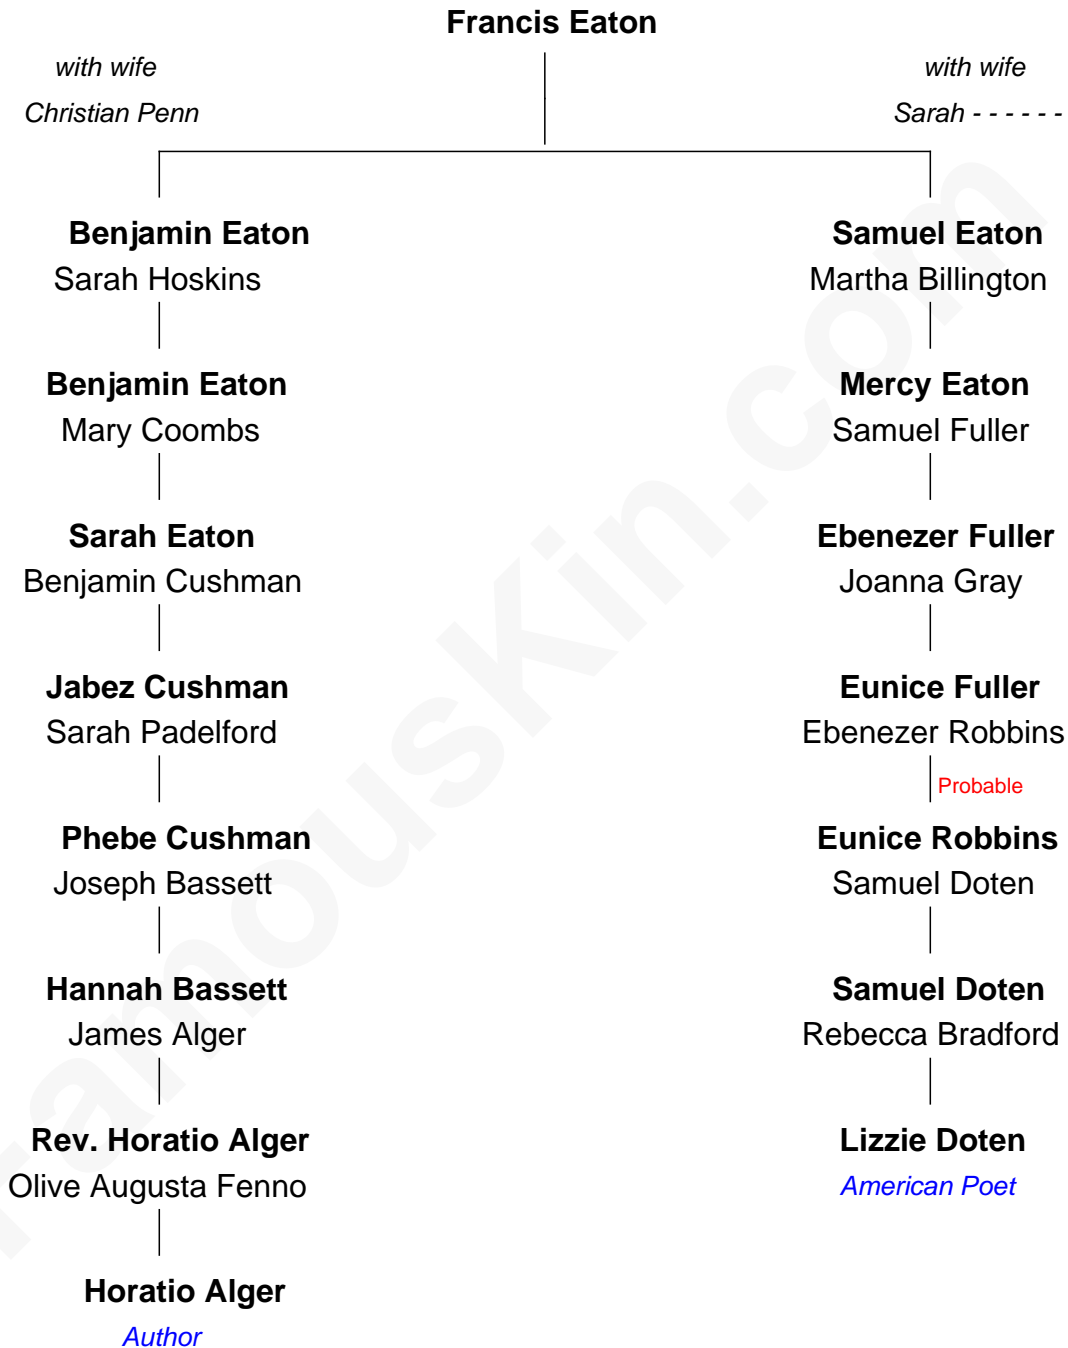 Francis Eaton
with wife
Christian Penn
with wife
Sarah - - - - - -
Benjamin Eaton
Sarah Hoskins
Samuel Eaton
Martha Billington
Benjamin Eaton
Mary Coombs
Mercy Eaton
Samuel Fuller
Sarah Eaton
Benjamin Cushman
Ebenezer Fuller
Joanna Gray
Jabez Cushman
Sarah Padelford
Eunice Fuller
Ebenezer Robbins
Probable
Phebe Cushman
Joseph Bassett
Eunice Robbins
Samuel Doten
Hannah Bassett
James Alger
Samuel Doten
Rebecca Bradford
Rev. Horatio Alger
Olive Augusta Fenno
Lizzie Doten
American Poet
Horatio Alger
Author
FamousKin.com